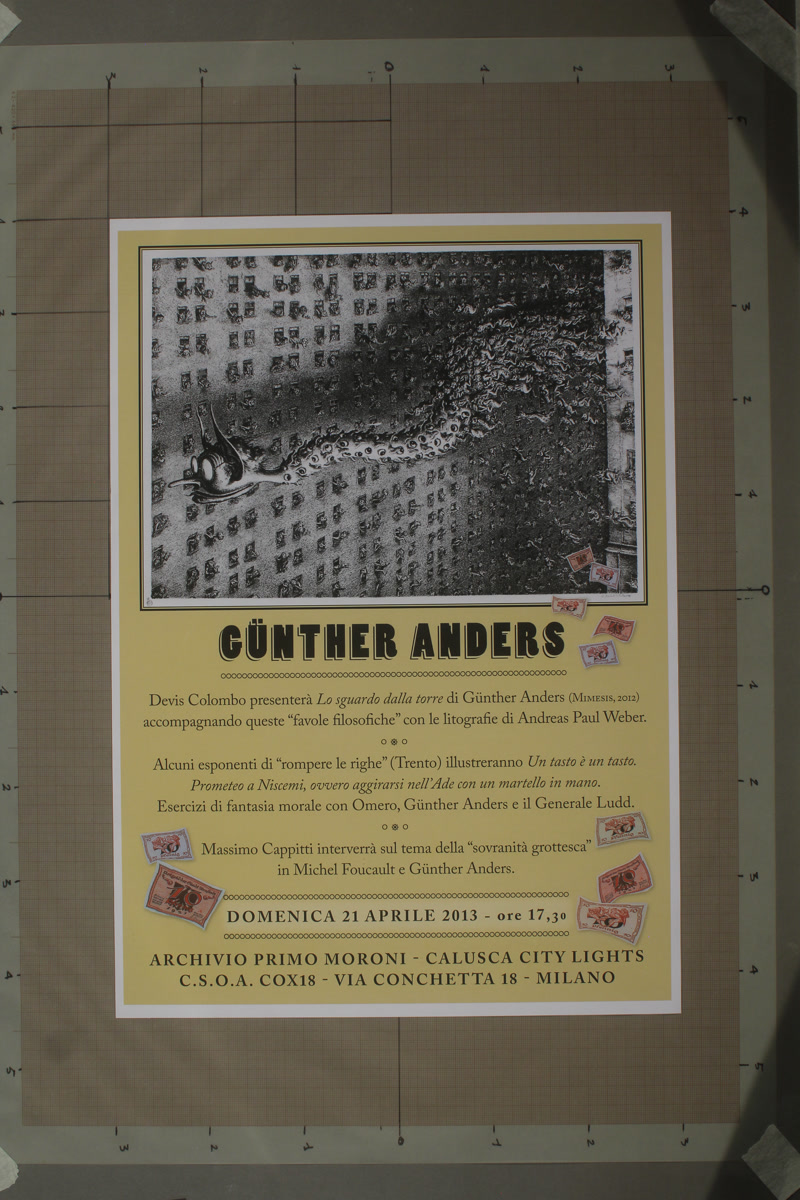 GÜNTHER ANDERS
Devis Colombo presenterà Lo sguardo dalla torre di Günther Anders (Mimesis, 2012)
accompagnando queste “favole filosofiche” con le litografie di Andreas Paul Weber.
Alcuni esponenti di “rompere le righe” (Trento) illustreranno Un tasto è un tasto.
Prometeo a Niscemi, ovvero aggirarsi nell’Ade con un martello in mano.
Esercizi di fantasia morale con Omero, Günther Anders e il Generale Ludd.
Massimo Cappitti interverrà sul tema della “sovranità grottesca”
in Michel Foucault e Günther Anders.
DOMENICA 21 APRILE 2013 - ore 17,30
ARCHIVIO PRIMO MORONI - CALUSCA CITY LIGHTS
C.S.O.A. COX18 - VIA CONCHETTA 18 - MILANO